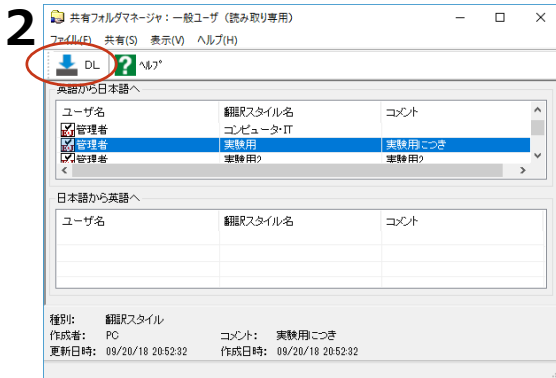 2
共有フォルダマネージャ：一般ユーザ（読み取り専用）
ファイル(F) 共有(S) 表示(V) ヘルプ(H)
DL ? ヘルプ
英語から日本語へ
ユーザ名 翻訳スタイル名 コメント
管理者 コンピュータ・IT
管理者 実験用 実験用につき
管理者 実験用2 実験用2
日本語から英語へ
ユーザ名 翻訳スタイル名 コメント
種別: 翻訳スタイル
作成者: PC コメント: 実験用につき
更新日時: 09/20/18 20:52:32 作成日時: 09/20/18 20:52:32